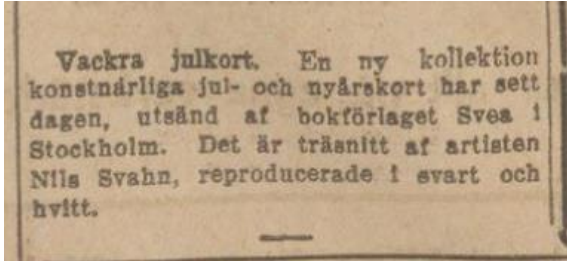 Vackra julkort. En ny kollektion
konstnärliga jul- och nyårskort har sett
dagen, utsänd af bokförlaget Svea i
Stockholm. Det är träsnitt af artisten
Nils Svahn, reproducerade i svart och
hvitt.